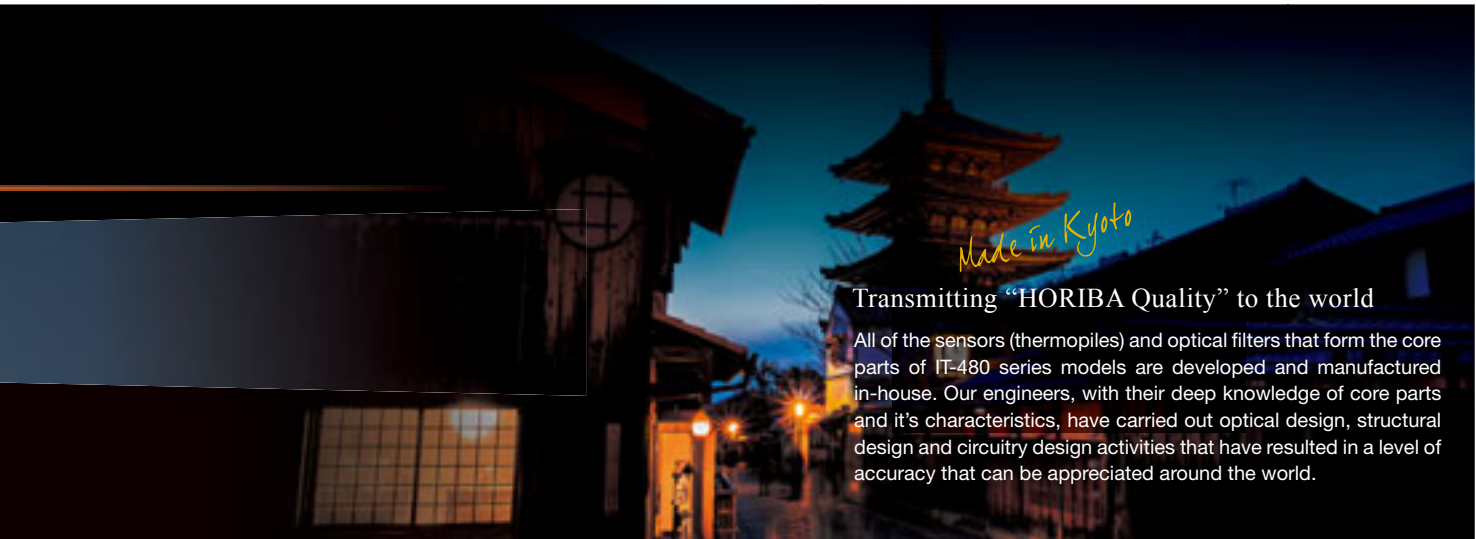 Made in Kyoto
Transmitting “HORIBA Quality” to the world
All of the sensors (thermopiles) and optical filters that form the core
parts of IT-480 series models are developed and manufactured
in-house. Our engineers, with their deep knowledge of core parts
and it’s characteristics, have carried out optical design, structural
design and circuitry design activities that have resulted in a level of
accuracy that can be appreciated around the world.